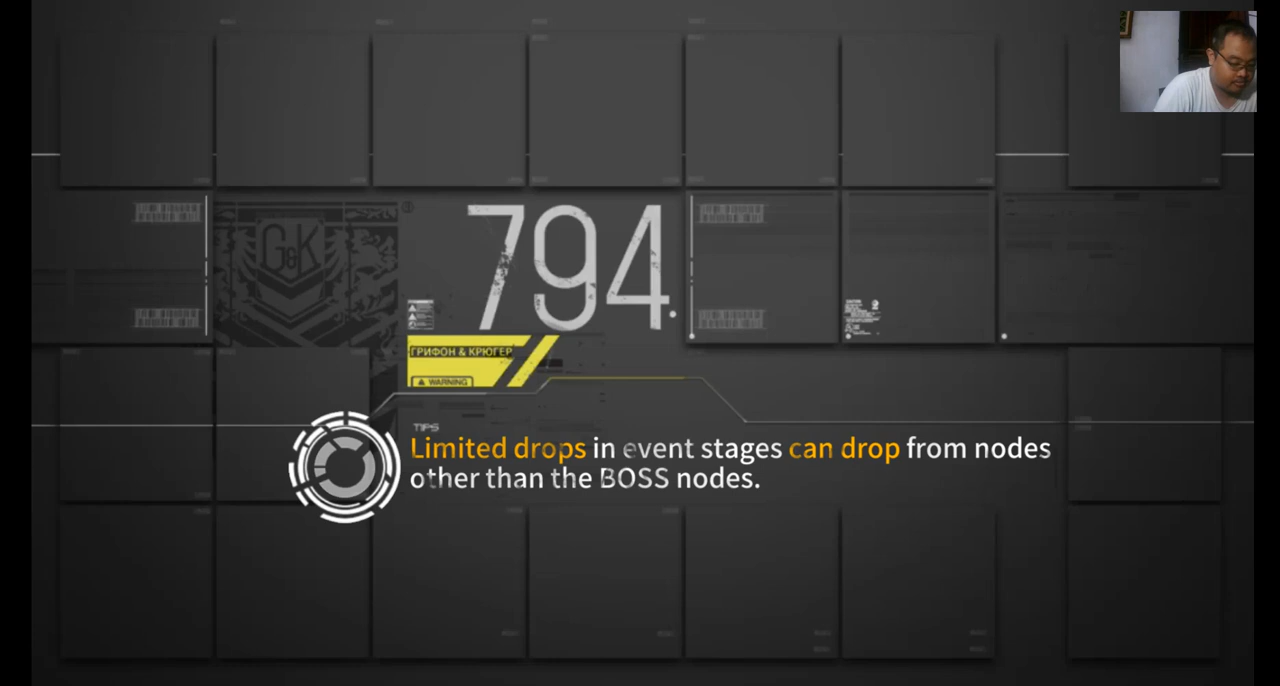 794.
G&K
ГРИФОН & КРЮГЕР
WARNING
TIPS
Limited drops in event stages can drop from nodes
other than the BOSS nodes.